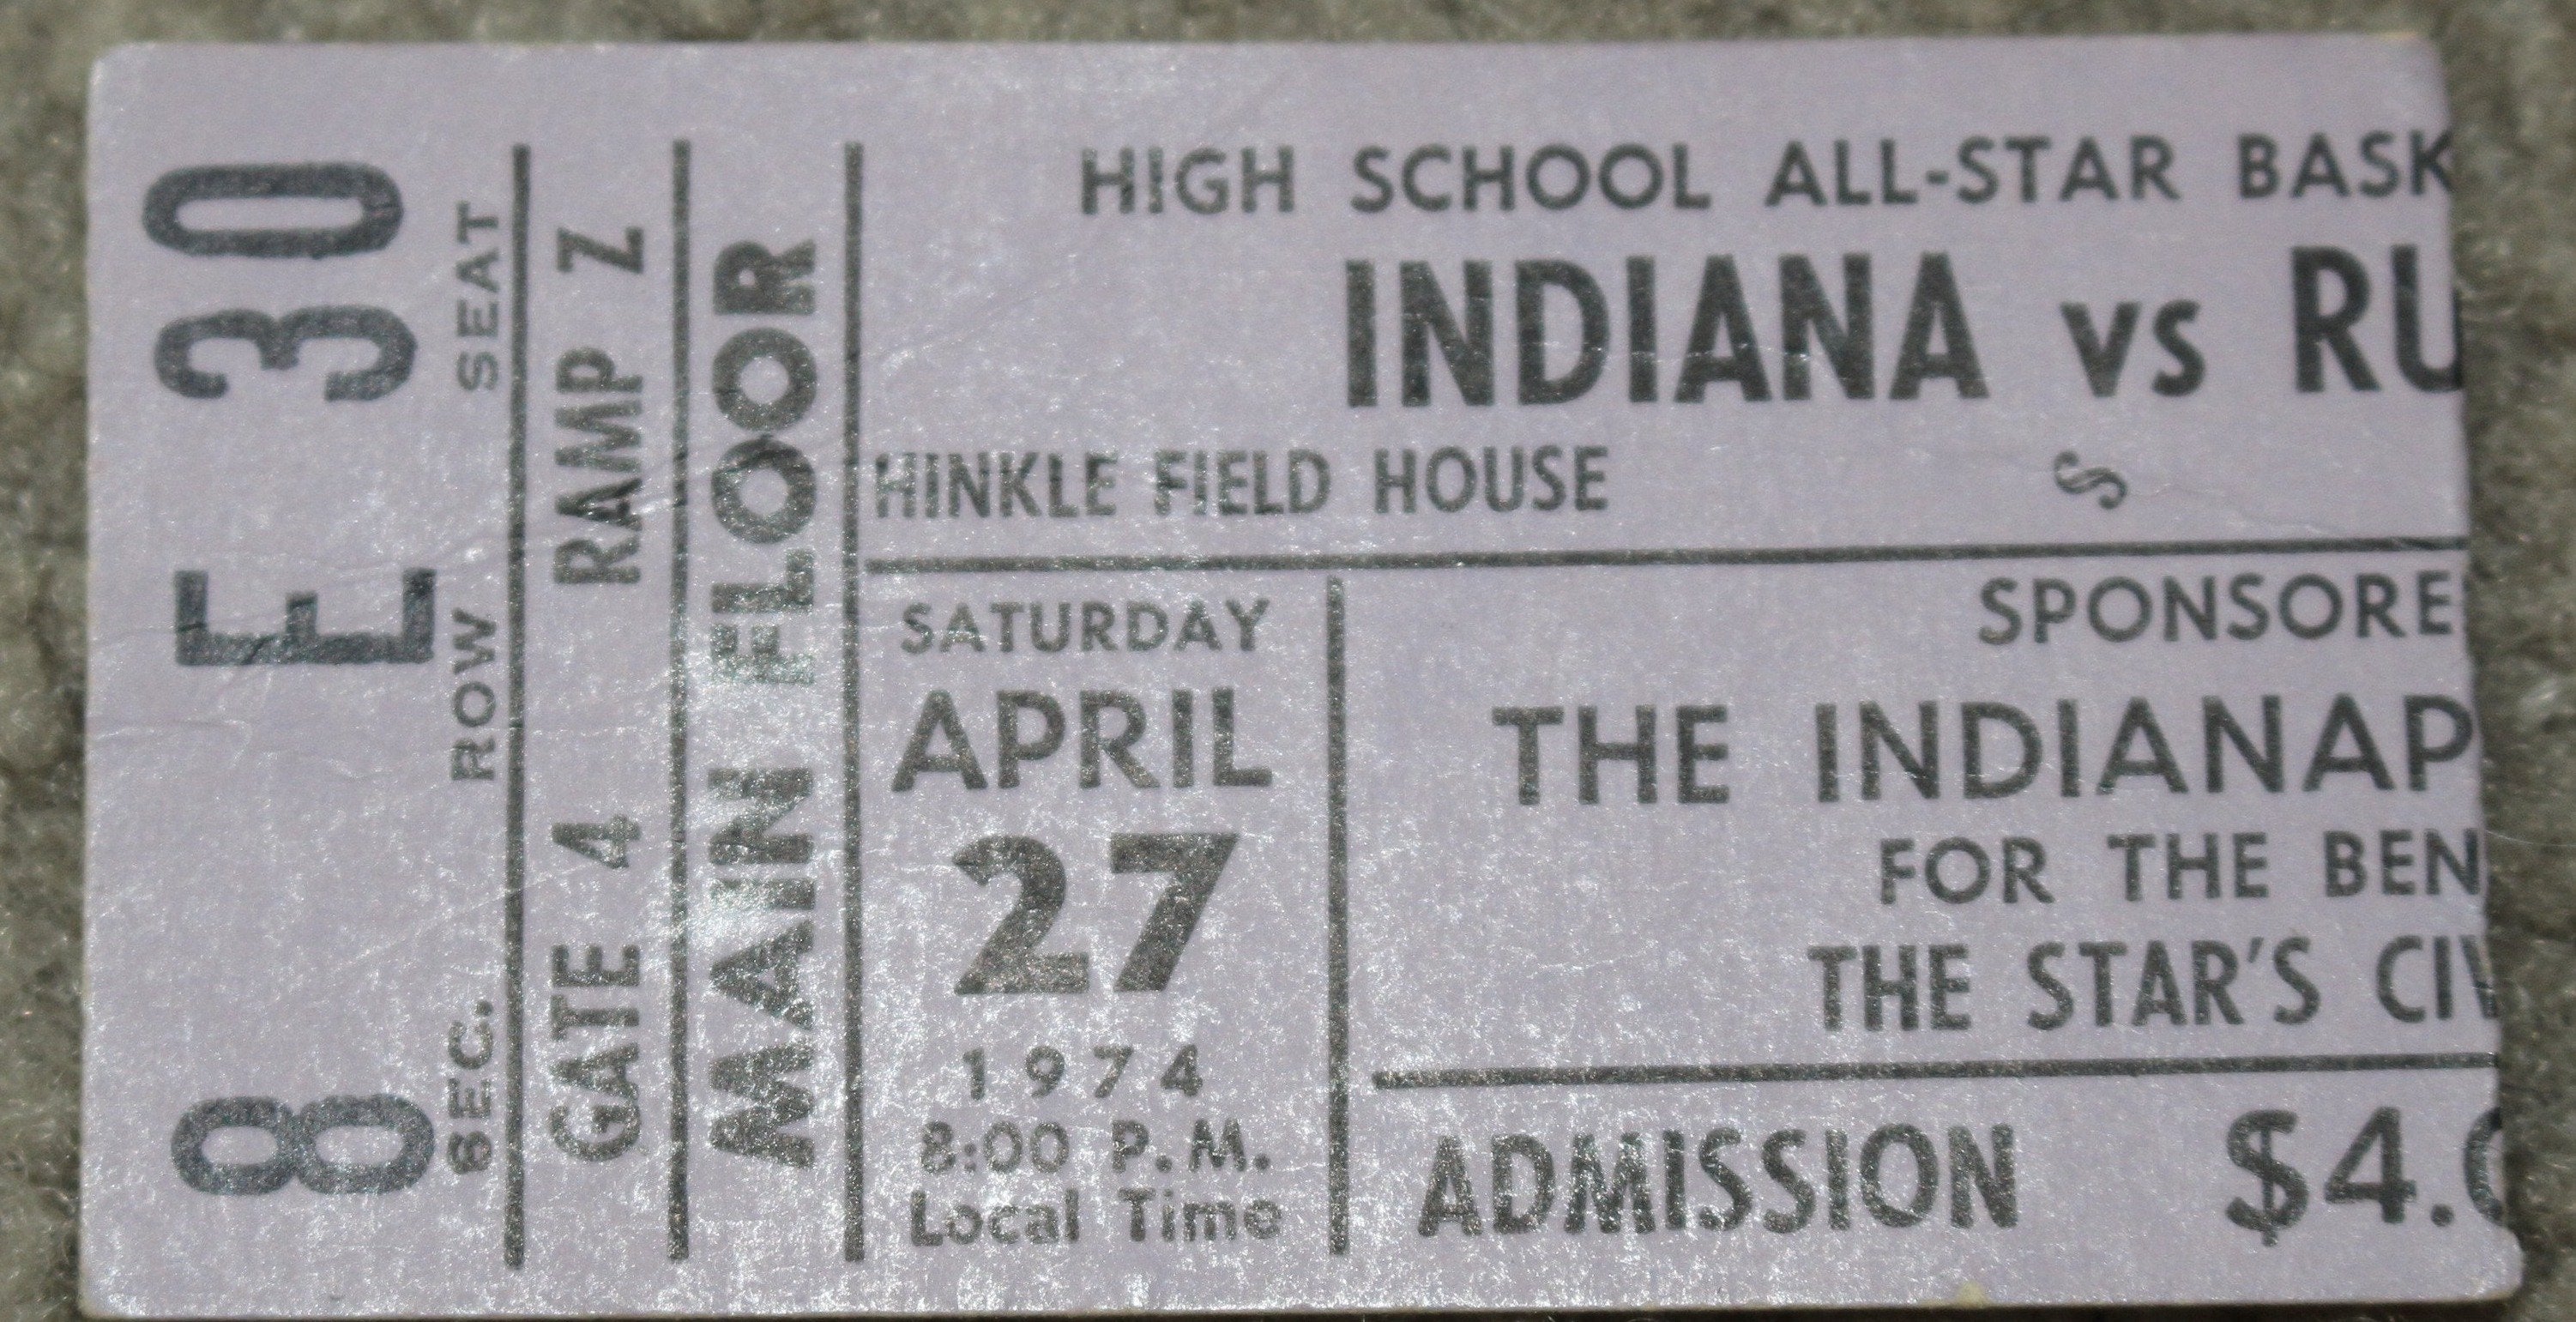 30
SEAT
E
ROW
8
SEC.
GATE 4 RAMP Z
MAIN FLOOR
HIGH SCHOOL ALL-STAR BASK
INDIANA vs RU
HINKLE FIELD HOUSE
S
SATURDAY
APRIL
27
1974
8:00 P.M.
Local Time
SPONSORE
THE INDIANAP
FOR THE BEN
THE STAR'S CIV
ADMISSION $4.0